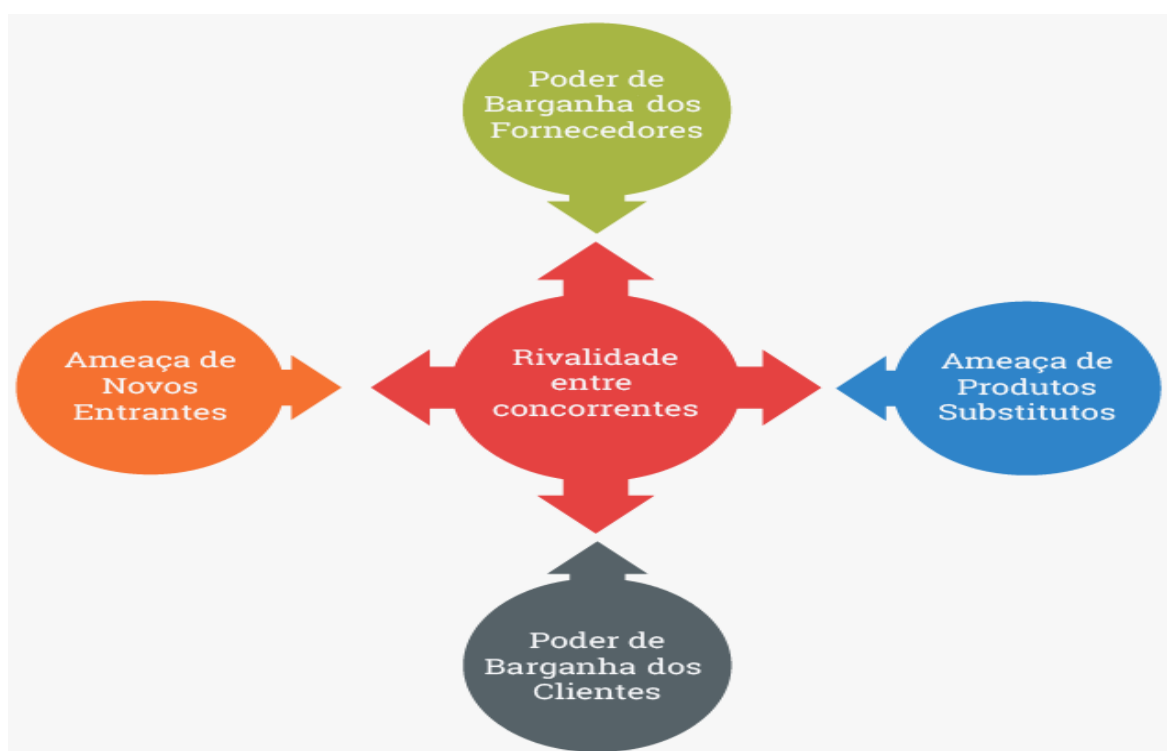 Poder de
Barganha dos
Fornecedores
Ameaça de
Novos
Entrantes
Rivalidade
entre
concorrentes
Ameaça de
Produtos
Substitutos
Poder de
Barganha dos
Clientes